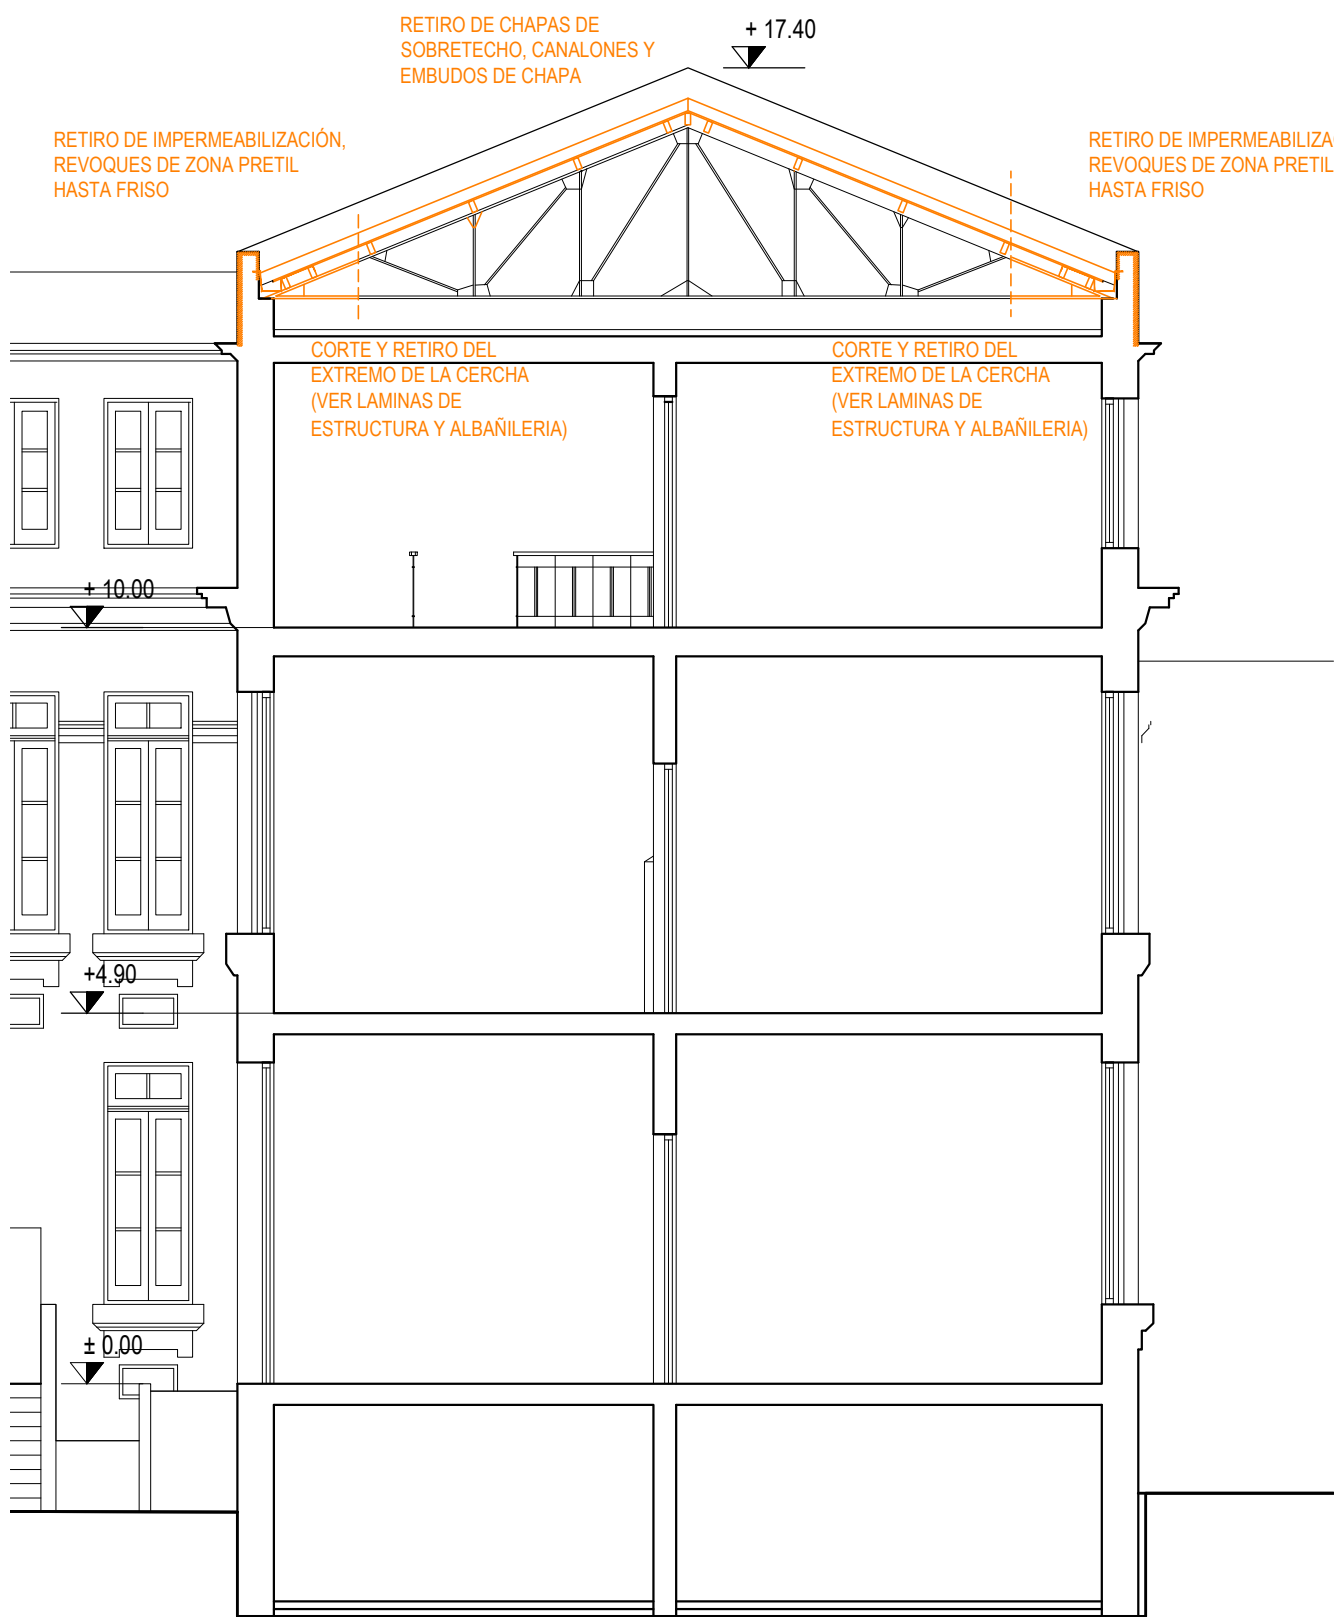 RETIRO DE CHAPAS DE
SOBRETECHO, CANALONES Y
EMBUDOS DE CHAPA
+ 17.40
RETIRO DE IMPERMEABILIZACIÓN,
REVOQUES DE ZONA PRETIL
HASTA FRISO
RETIRO DE IMPERMEABILIZA
REVOQUES DE ZONA PRETIL
HASTA FRISO
CORTE Y RETIRO DEL
EXTREMO DE LA CERCHA
(VER LAMINAS DE
ESTRUCTURA Y ALBAÑILERIA)
CORTE Y RETIRO DEL
EXTREMO DE LA CERCHA
(VER LAMINAS DE
ESTRUCTURA Y ALBAÑILERIA)
+ 10.00
+4.90
± 0.00